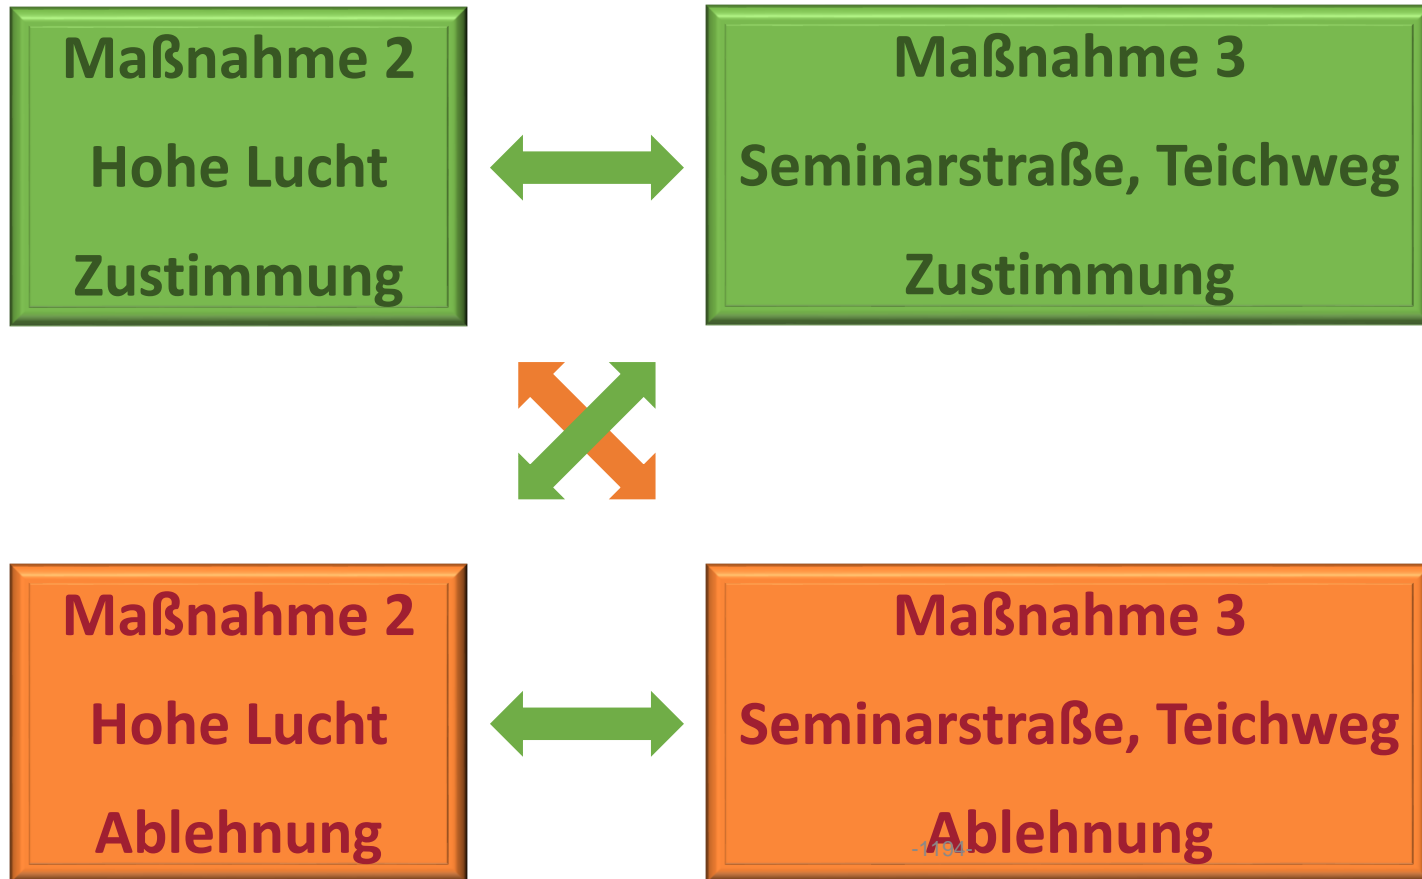 Maßnahme 2
Hohe Lucht
Zustimmung
Maßnahme 3
Seminarstraße, Teichweg
Zustimmung
Maßnahme 2
Hohe Lucht
Ablehnung
Maßnahme 3
Seminarstraße, Teichweg
Ablehnung
-1194-